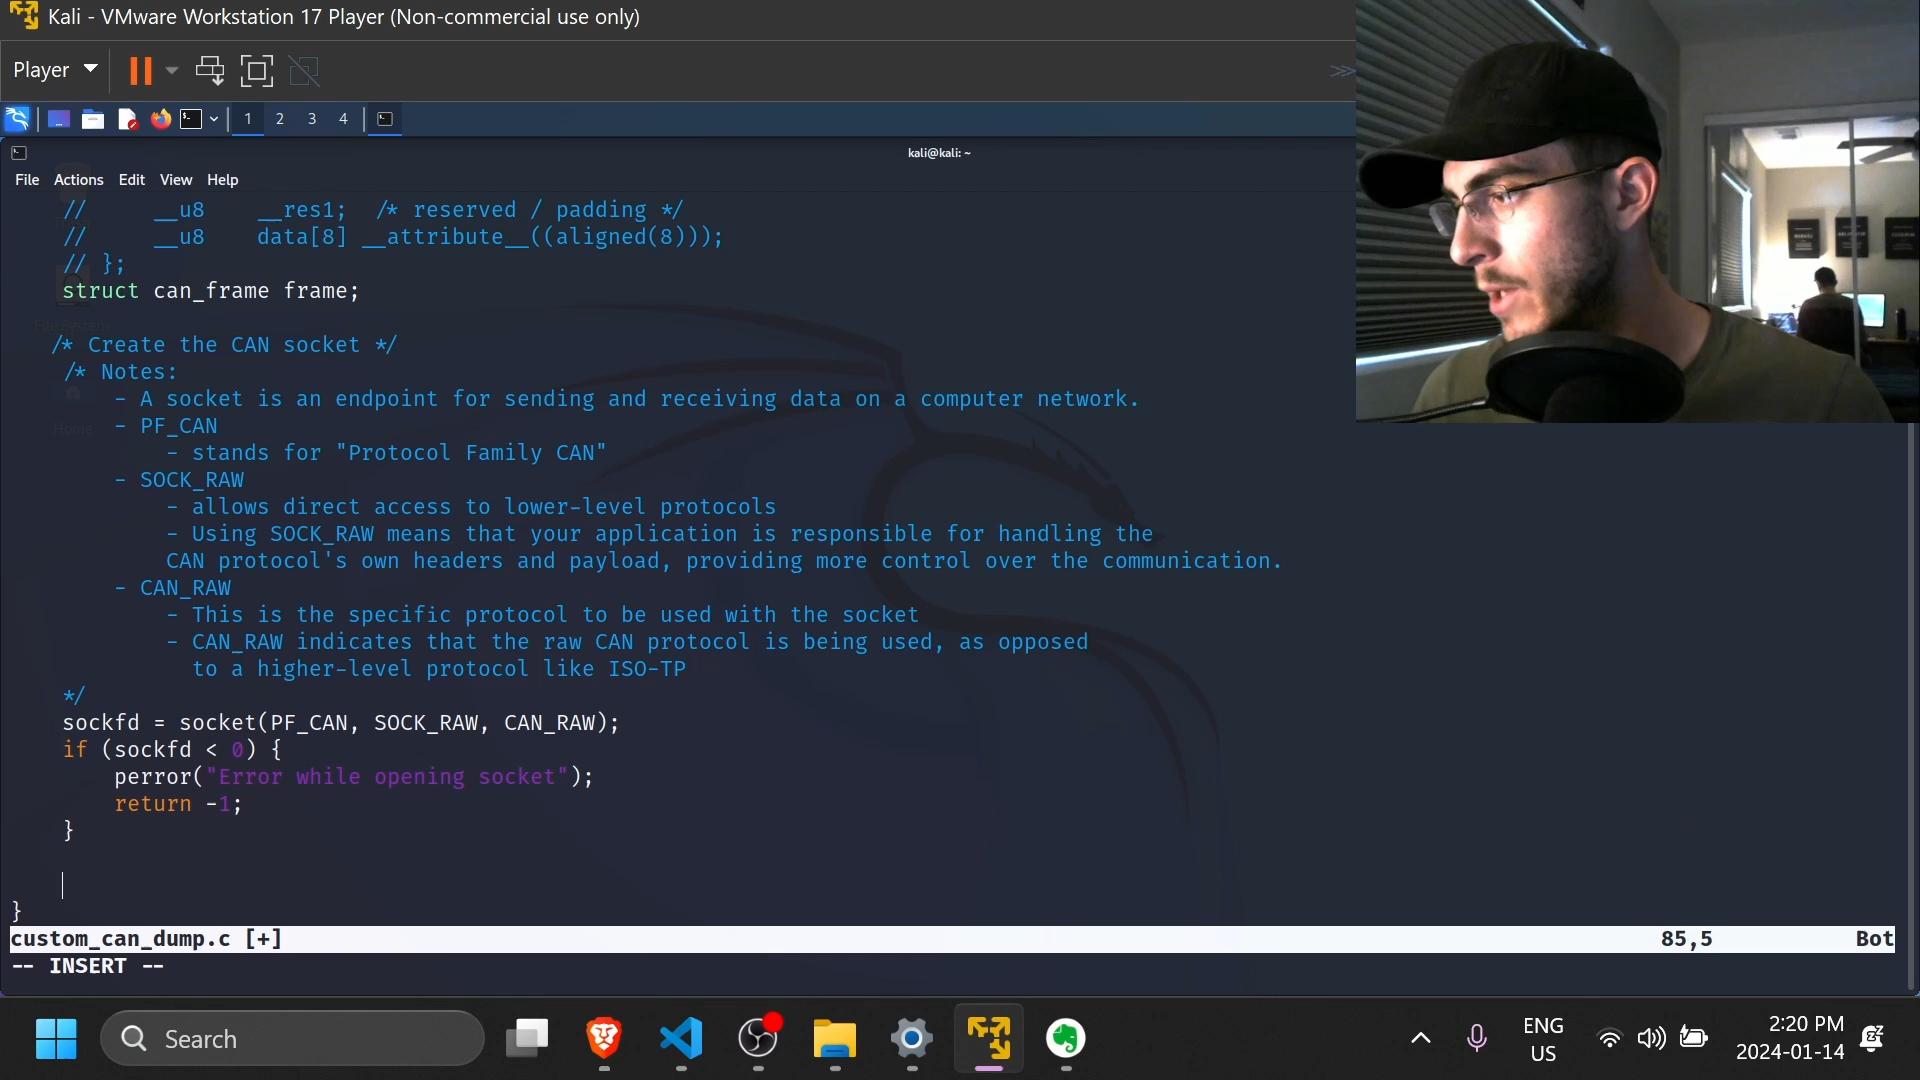 Kali - VMware Workstation 17 Player (Non-commercial use only)
Player
1 2 3 4
kali@kali: ~
File Actions Edit View Help
// __u8 __res1; /* reserved / padding */
// __u8 data[8] __attribute__((aligned(8)));
// };
struct can_frame frame;
File System
/* Create the CAN socket */
/* Notes:
- A socket is an endpoint for sending and receiving data on a computer network.
- PF_CAN
Home
- stands for "Protocol Family CAN"
- SOCK_RAW
- allows direct access to lower-level protocols
- Using SOCK_RAW means that your application is responsible for handling the
CAN protocol's own headers and payload, providing more control over the communication.
- CAN_RAW
- This is the specific protocol to be used with the socket
- CAN_RAW indicates that the raw CAN protocol is being used, as opposed
to a higher-level protocol like ISO-TP
*/
sockfd = socket(PF_CAN, SOCK_RAW, CAN_RAW);
if (sockfd < 0) {
perror("Error while opening socket");
return -1;
}
}
custom_can_dump.c [+] 85,5 Bot
-- INSERT --
Search
ENG
US
2:20 PM
2024-01-14